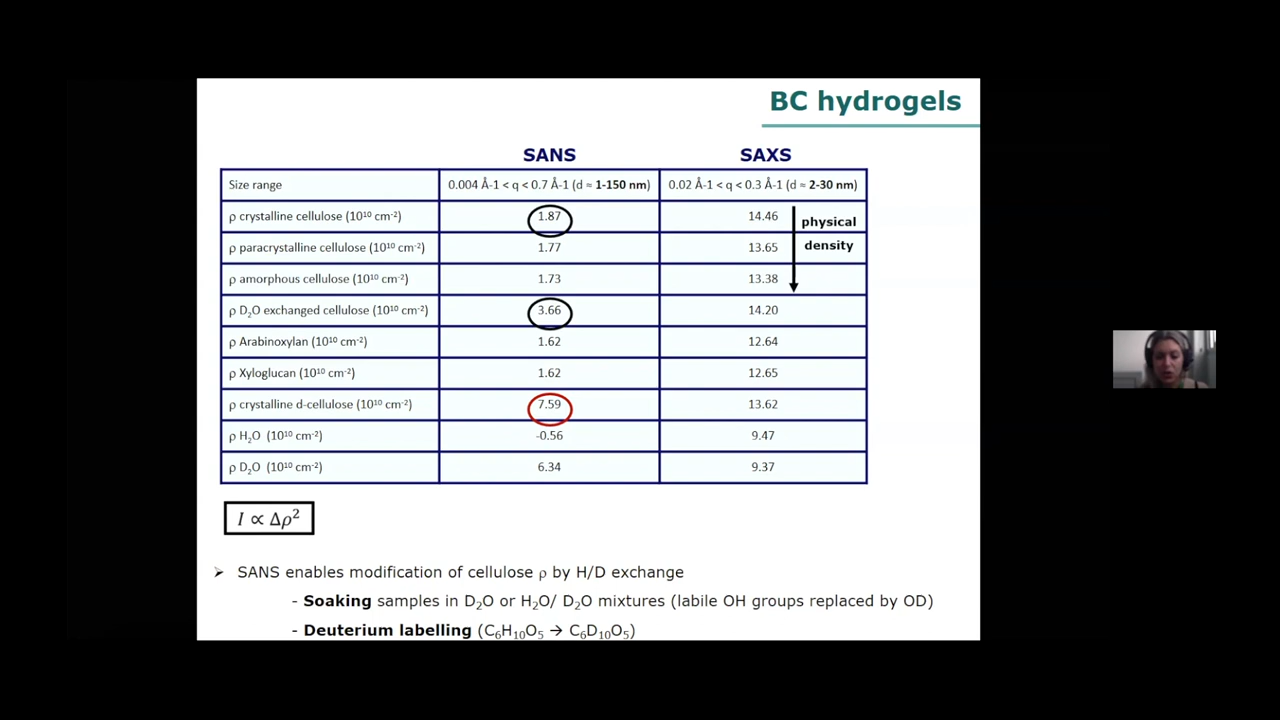 BC hydrogels
SANS SAXS
Size range 0.004 Å-1 < q < 0.7 Å-1 (d ≈ 1-150 nm) 0.02 Å-1 < q < 0.3 Å-1 (d ≈ 2-30 nm)
ρ crystalline cellulose (10¹⁰ cm⁻²) 1.87 14.46 physical
ρ paracrystalline cellulose (10¹⁰ cm⁻²) 1.77 13.65 density
ρ amorphous cellulose (10¹⁰ cm⁻²) 1.73 13.38
ρ D₂O exchanged cellulose (10¹⁰ cm⁻²) 3.66 14.20
ρ Arabinoxylan (10¹⁰ cm⁻²) 1.62 12.64
ρ Xyloglucan (10¹⁰ cm⁻²) 1.62 12.65
ρ crystalline d-cellulose (10¹⁰ cm⁻²) 7.59 13.62
ρ H₂O (10¹⁰ cm⁻²) -0.56 9.47
ρ D₂O (10¹⁰ cm⁻²) 6.34 9.37
I ∝ Δρ²
➢ SANS enables modification of cellulose ρ by H/D exchange
- Soaking samples in D₂O or H₂O/ D₂O mixtures (labile OH groups replaced by OD)
- Deuterium labelling (C₆H₁₀O₅ → C₆D₁₀O₅)